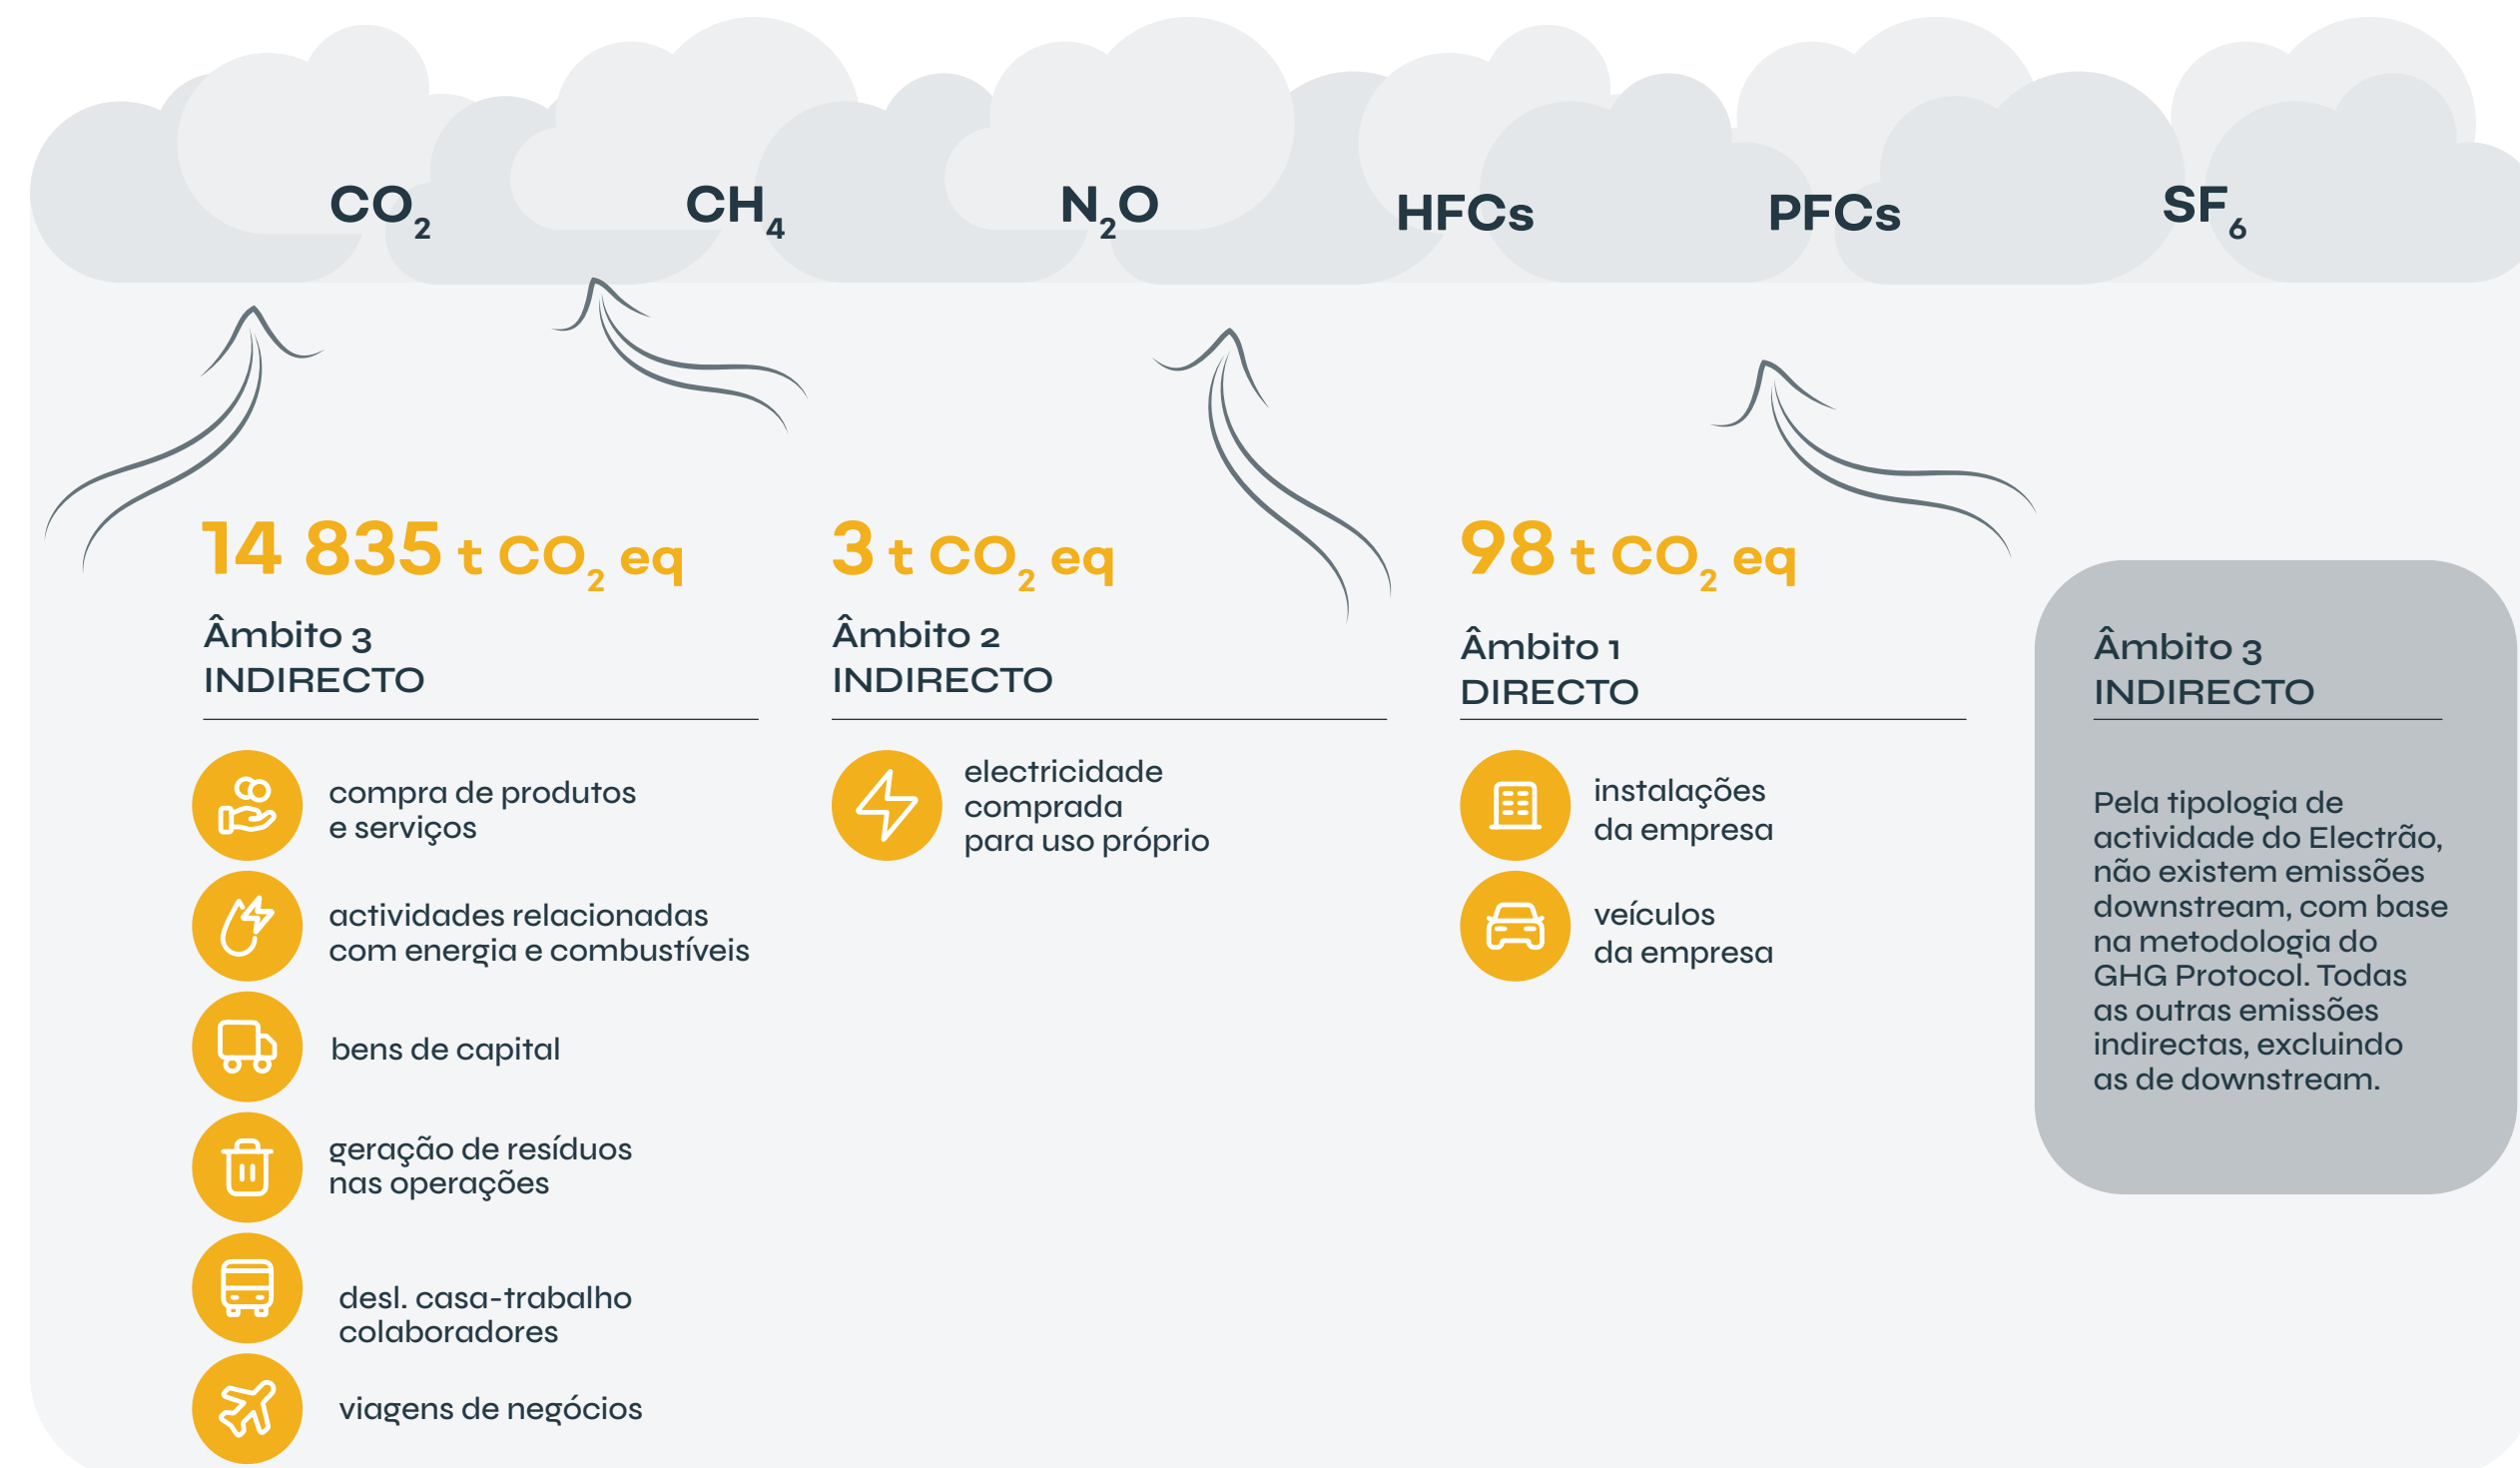 CO₂
CH₄
N₂O
HFCs
PFCs
SF₆
14 835 t CO₂ eq
Âmbito 3
INDIRECTO
compra de produtos
e serviços
actividades relacionadas
com energia e combustíveis
bens de capital
geração de resíduos
nas operações
desl. casa-trabalho
colaboradores
viagens de negócios
3 t CO₂ eq
Âmbito 2
INDIRECTO
electricidade
comprada
para uso próprio
98 t CO₂ eq
Âmbito 1
DIRECTO
instalações
da empresa
veículos
da empresa
Âmbito 3
INDIRECTO
Pela tipologia de
actividade do Electrão,
não existem emissões
downstream, com base
na metodologia do
GHG Protocol. Todas
as outras emissões
indirectas, excluindo
as de downstream.